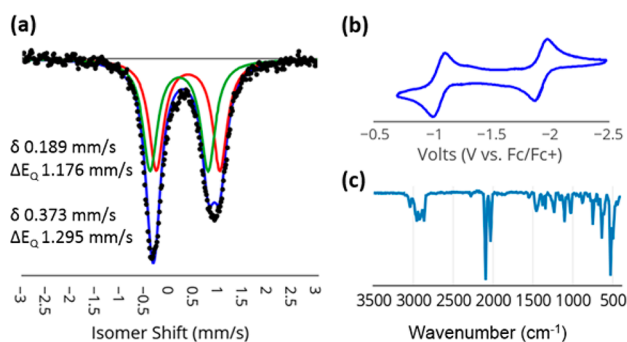 (a)
δ 0.189 mm/s
ΔEQ 1.176 mm/s
δ 0.373 mm/s
ΔEQ 1.295 mm/s
−3 −2.5 −2 −1.5 −1 −0.5 0 0.5 1 1.5 2 2.5 3
Isomer Shift (mm/s)
(b)
−0.5 −1 −1.5 −2 −2.5
Volts (V vs. Fc/Fc+)
(c)
3500 3000 2500 2000 1500 1000 500
Wavenumber (cm⁻¹)